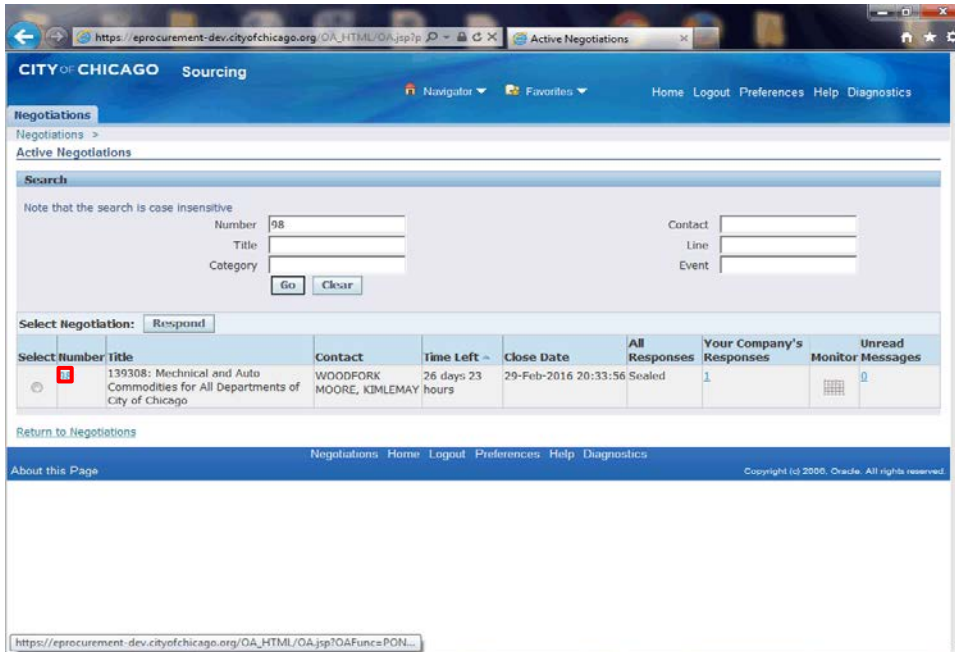 https://eprocurement-dev.cityofchicago.org/OA_HTML/OA.jsp?p
Active Negotiations
CITY OF CHICAGO Sourcing
Navigator Favorites Home Logout Preferences Help Diagnostics
Negotiations
Negotiations >
Active Negotiations
Search
Note that the search is case insensitive
Number 98 Contact
Title Line
Category Event
Go Clear
Select Negotiation: Respond
Select Number Title Contact Time Left Close Date All Responses Your Company's Responses Monitor Unread Messages
139308: Mechnical and Auto Commodities for All Departments of City of Chicago WOODFORK MOORE, KIMLEMAY 26 days 23 hours 29-Feb-2016 20:33:56 Sealed 1 0
Return to Negotiations
Negotiations Home Logout Preferences Help Diagnostics
About this Page Copyright (c) 2006, Oracle. All rights reserved.
https://eprocurement-dev.cityofchicago.org/OA_HTML/OA.jsp?OAFunc=PON...